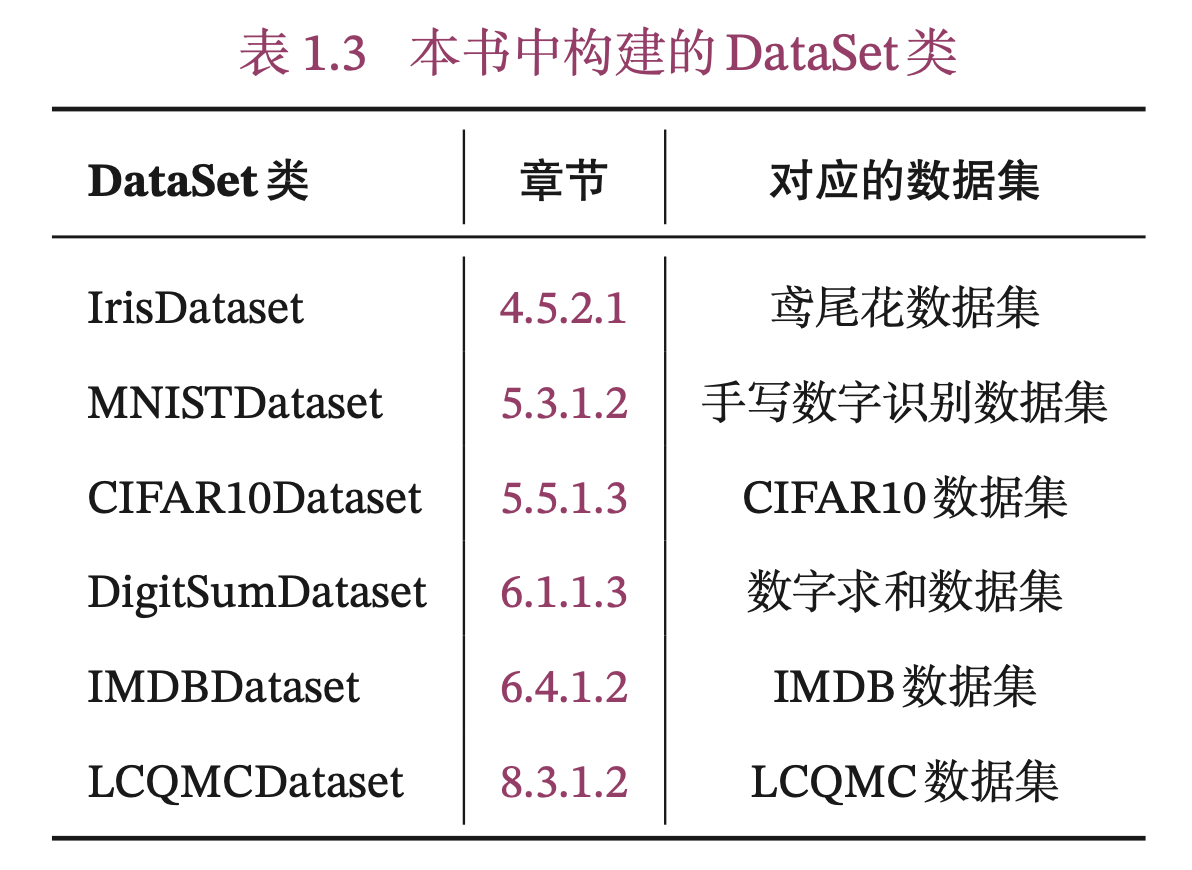 表 1.3 本书中构建的 DataSet 类
DataSet 类 章节 对应的数据集
IrisDataset 4.5.2.1 鸢尾花数据集
MNISTDataset 5.3.1.2 手写数字识别数据集
CIFAR10Dataset 5.5.1.3 CIFAR10 数据集
DigitSumDataset 6.1.1.3 数字求和数据集
IMDBDataset 6.4.1.2 IMDB 数据集
LCQMCDataset 8.3.1.2 LCQMC 数据集